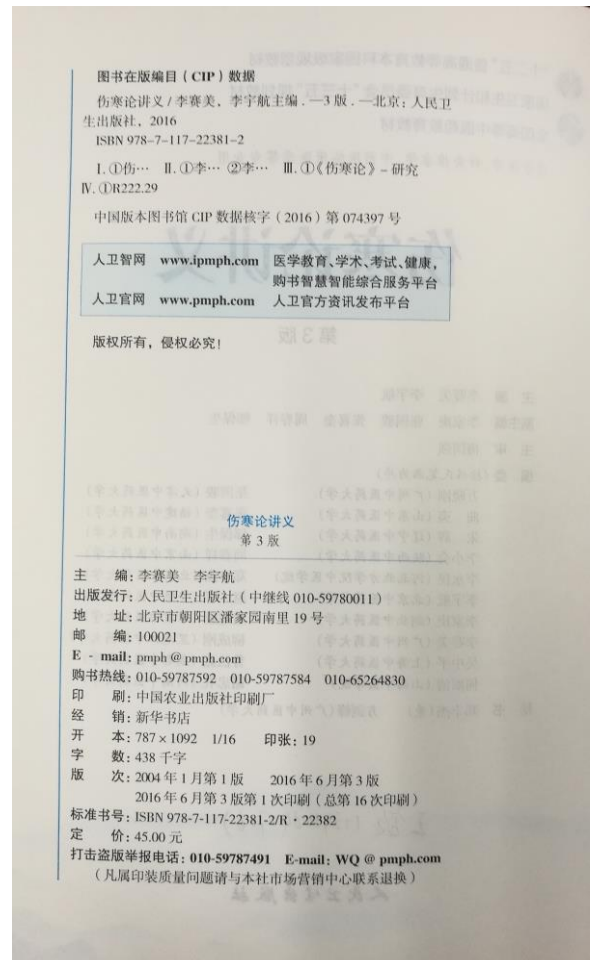 图书在版编目（CIP）数据
伤寒论讲义/李赛美，李宇航主编．—3版．—北京：人民卫
生出版社，2016
ISBN 978-7-117-22381-2
Ⅰ.①伤… Ⅱ.①李… ②李… Ⅲ.①《伤寒论》-研究
Ⅳ.①R222.29
中国版本图书馆CIP数据核字（2016）第074397号
人卫智网 www.ipmph.com 医学教育、学术、考试、健康，
购书智慧智能综合服务平台
人卫官网 www.pmph.com 人卫官方资讯发布平台
版权所有，侵权必究！
伤寒论讲义
第3版
主 编：李赛美 李宇航
出版发行：人民卫生出版社（中继线 010-59780011）
地 址：北京市朝阳区潘家园南里19号
邮 编：100021
E - mail：pmph @ pmph.com
购书热线：010-59787592 010-59787584 010-65264830
印 刷：中国农业出版社印刷厂
经 销：新华书店
开 本：787×1092 1/16 印张：19
字 数：438千字
版 次：2004年1月第1版 2016年6月第3版
2016年6月第3版第1次印刷（总第16次印刷）
标准书号：ISBN 978-7-117-22381-2/R·22382
定 价：45.00元
打击盗版举报电话：010-59787491 E-mail：WQ @ pmph.com
（凡属印装质量问题请与本社市场营销中心联系退换）